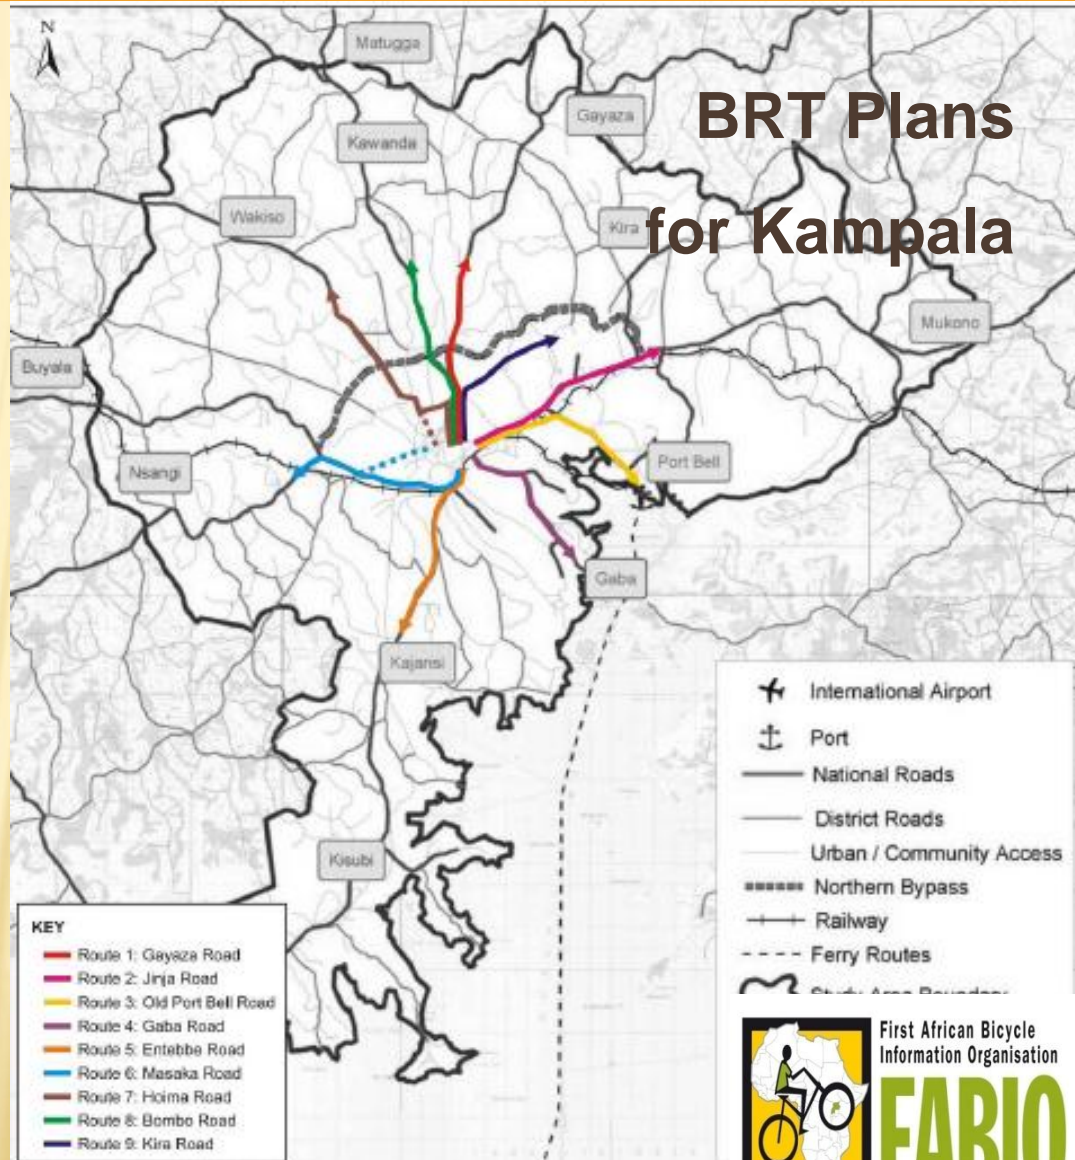 N
Matugga
BRT Plans
for Kampala
Gayaza
Kawanda
Wakiso
Kira
Mukono
Buyala
Nsangi
Port Bell
Gaba
Kajansi
Kisubi
International Airport
Port
National Roads
District Roads
Urban / Community Access
Northern Bypass
Railway
Ferry Routes
Study Area Boundary
KEY
Route 1: Gayaza Road
Route 2: Jinja Road
Route 3: Old Port Bell Road
Route 4: Gaba Road
Route 5: Entebbe Road
Route 6: Masaka Road
Route 7: Hoima Road
Route 8: Bombo Road
Route 9: Kira Road
First African Bicycle
Information Organisation
FABIO